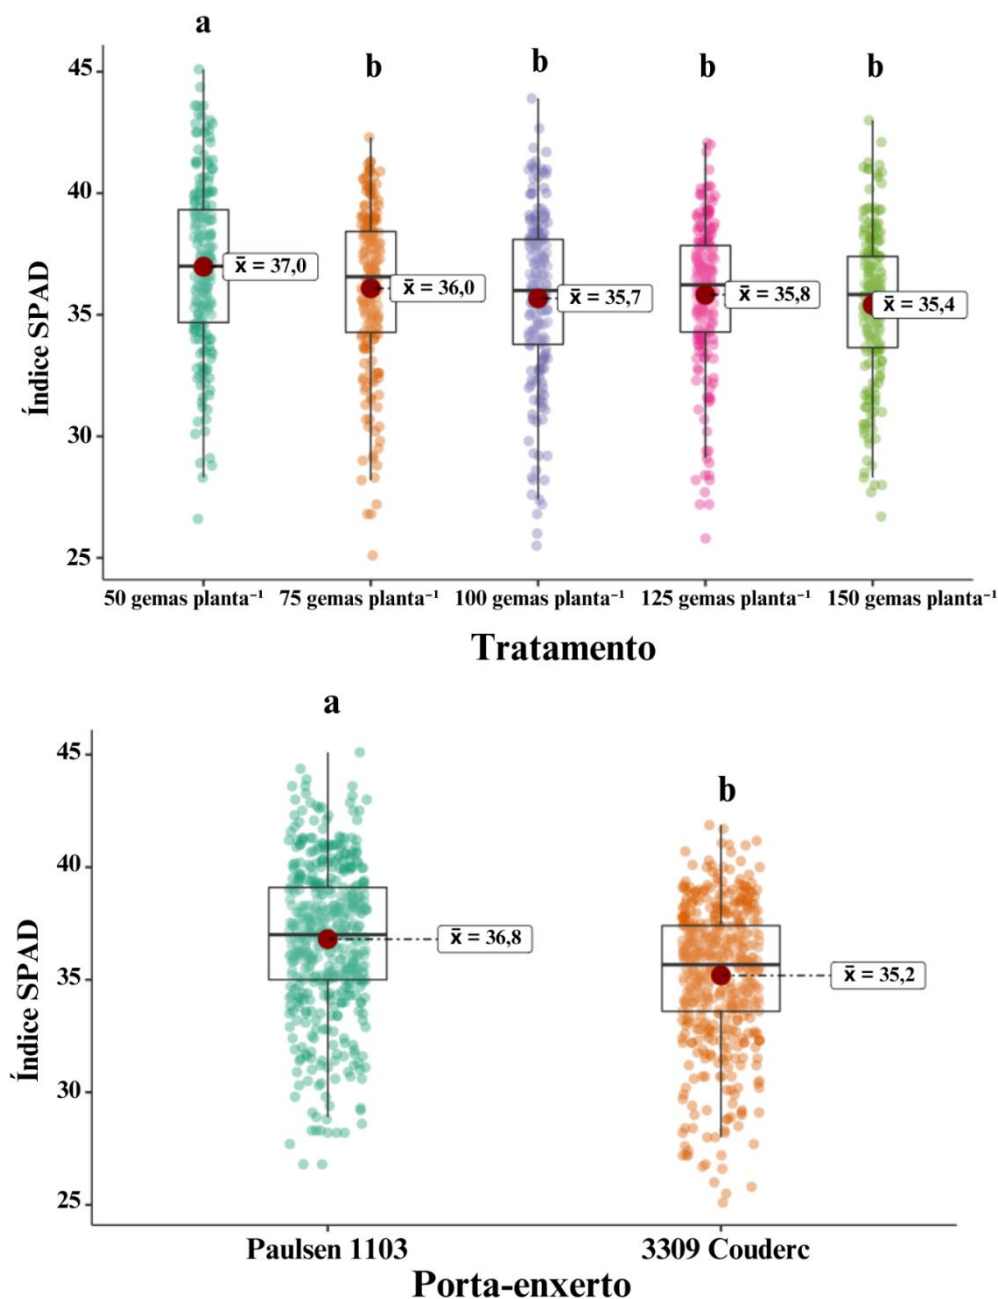 a
b
b
b
b
45
40
35
30
25
Índice SPAD
x̄ = 37,0
x̄ = 36,0
x̄ = 35,7
x̄ = 35,8
x̄ = 35,4
50 gemas planta⁻¹
75 gemas planta⁻¹
100 gemas planta⁻¹
125 gemas planta⁻¹
150 gemas planta⁻¹
Tratamento
a
b
45
40
35
30
25
Índice SPAD
x̄ = 36,8
x̄ = 35,2
Paulsen 1103
3309 Couderc
Porta-enxerto